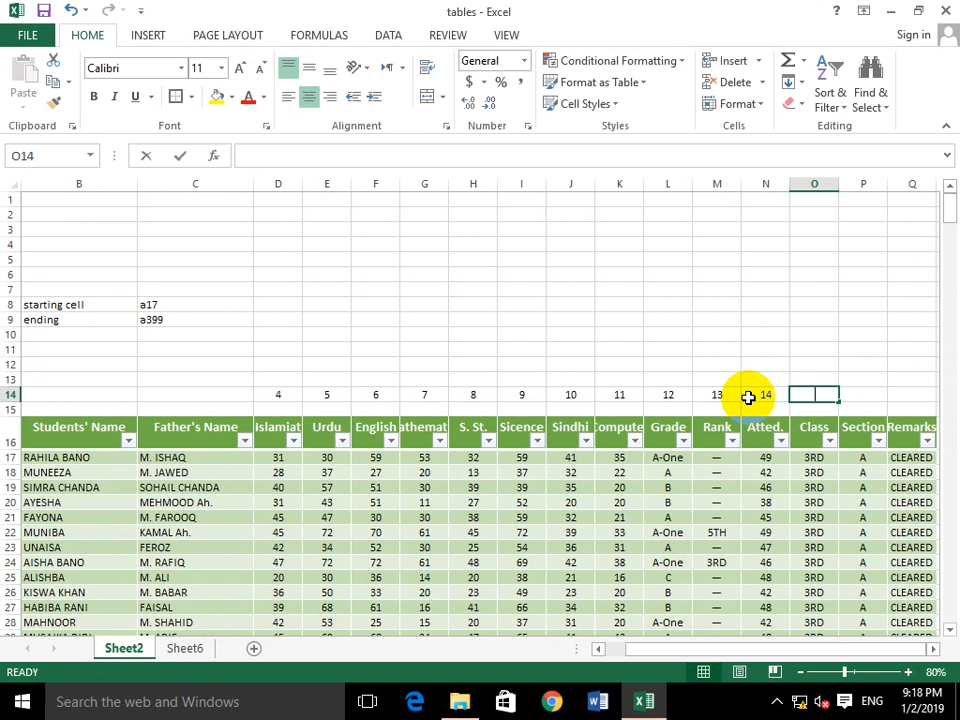 tables - Excel
Sign in
FILE HOME INSERT PAGE LAYOUT FORMULAS DATA REVIEW VIEW
Paste
Calibri 11
General
Conditional Formatting
Format as Table
Cell Styles
Insert
Delete
Format
Sort & Filter
Find & Select
Clipboard Font Alignment Number Styles Cells Editing
O14
B C D E F G H I J K L M N O P Q
1
2
3
4
5
6
7
8 starting cell a17
9 ending a399
10
11
12
13
14 4 5 6 7 8 9 10 11 12 13 14
15
16 Students' Name Father's Name Islamiat Urdu English athemat S. St. Sicence Sindhi Compute Grade Rank Atted. Class Section Remarks
17 RAHILA BANO M. ISHAQ 31 30 59 53 32 59 41 35 A-One — 49 3RD A CLEARED
18 MUNEEZA M. JAWED 28 37 27 20 13 37 32 22 A — 42 3RD A CLEARED
19 SIMRA CHANDA SOHAIL CHANDA 40 57 51 30 39 39 35 20 B — 46 3RD A CLEARED
20 AYESHA MEHMOOD Ah. 31 43 51 11 27 52 20 20 B — 38 3RD A CLEARED
21 FAYONA M. FAROOQ 45 47 30 30 38 59 32 21 A — 45 3RD A CLEARED
22 MUNIBA KAMAL Ah. 45 72 70 61 45 72 39 33 A-One 5TH 49 3RD A CLEARED
23 UNAISA FEROZ 42 34 52 30 25 54 36 31 A — 47 3RD A CLEARED
24 AISHA BANO M. RAFIQ 47 72 72 61 48 69 42 38 A-One 3RD 46 3RD A CLEARED
25 ALISHBA M. ALI 20 30 36 14 20 38 21 16 C — 48 3RD A CLEARED
26 KISWA KHAN M. BABAR 36 50 33 20 23 49 23 20 B — 42 3RD A CLEARED
27 HABIBA RANI FAISAL 39 68 61 16 41 66 34 32 B — 48 3RD A CLEARED
28 MAHNOOR M. SHAHID 42 53 25 15 20 37 31 20 A-One — 42 3RD A CLEARED
Sheet2 Sheet6
READY
80%
Search the web and Windows
ENG
9:18 PM
1/2/2019